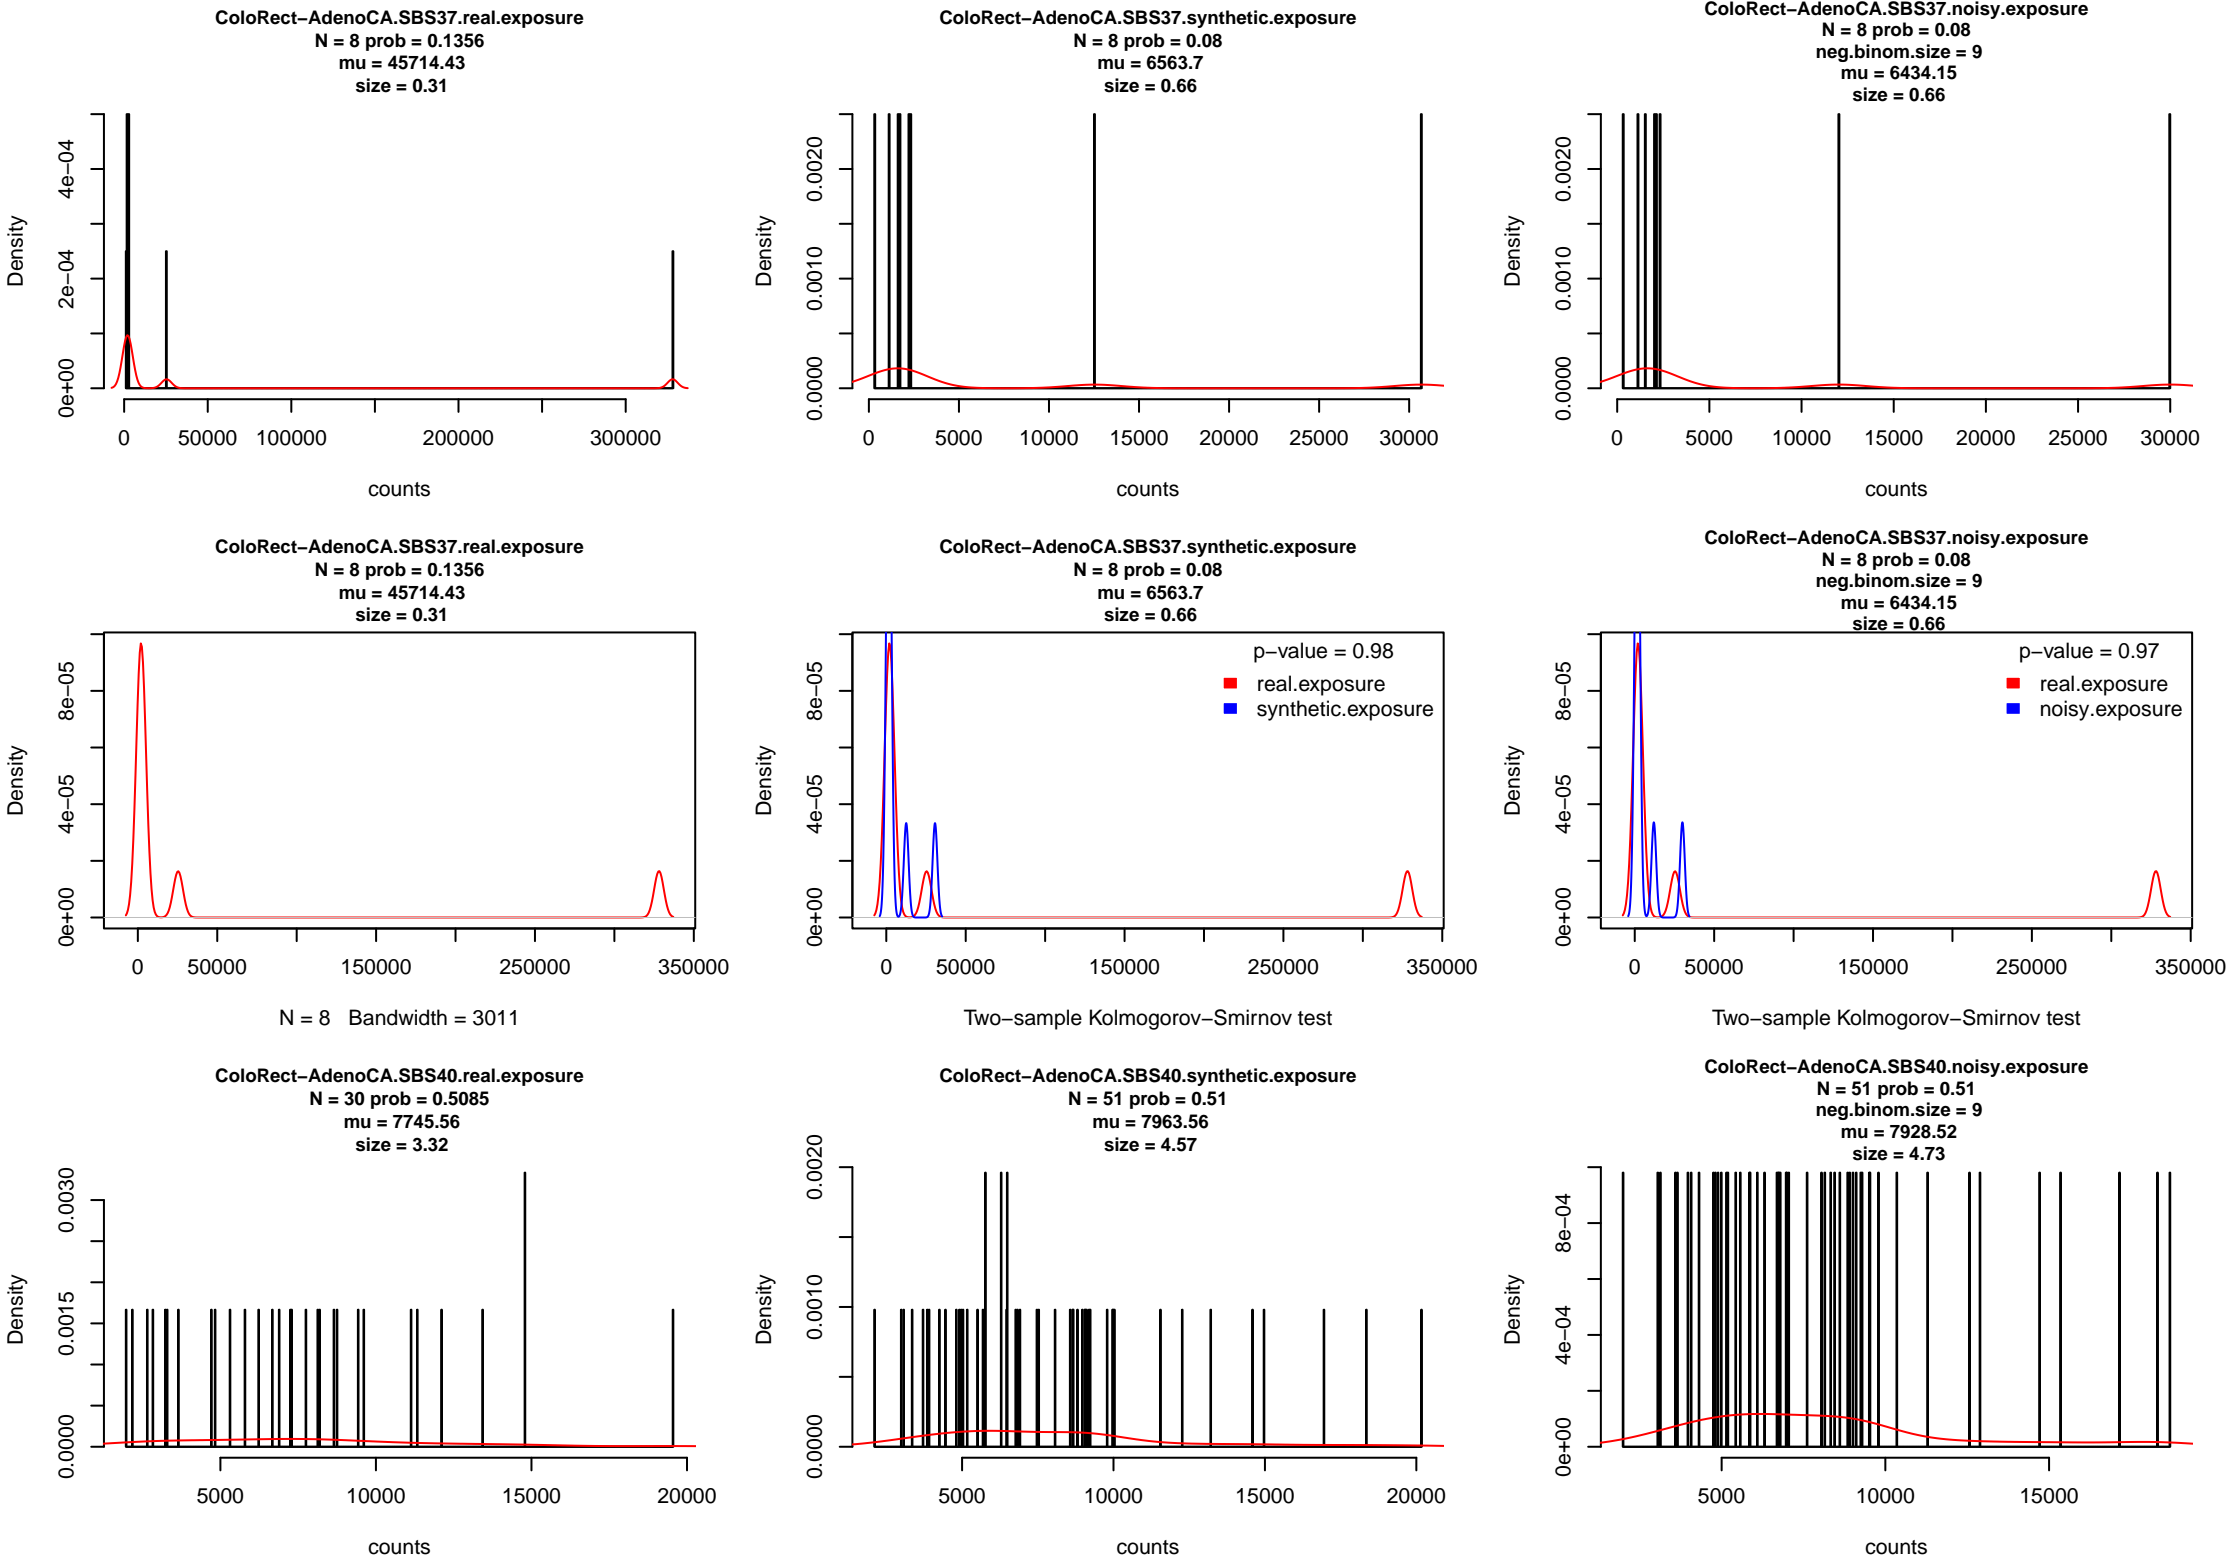 ColoRect−AdenoCA.SBS37.real.exposure
N = 8 prob = 0.1356
mu = 45714.43
size = 0.31
Density
0e+00 2e−04 4e−04
0 50000 100000 200000 300000
counts
ColoRect−AdenoCA.SBS37.synthetic.exposure
N = 8 prob = 0.08
mu = 6563.7
size = 0.66
Density
0.0000 0.0010 0.0020
0 5000 10000 15000 20000 25000 30000
counts
ColoRect−AdenoCA.SBS37.noisy.exposure
N = 8 prob = 0.08
neg.binom.size = 9
mu = 6434.15
size = 0.66
Density
0.0000 0.0010 0.0020
0 5000 10000 15000 20000 25000 30000
counts
ColoRect−AdenoCA.SBS37.real.exposure
N = 8 prob = 0.1356
mu = 45714.43
size = 0.31
Density
0e+00 4e−05 8e−05
0 50000 150000 250000 350000
N = 8 Bandwidth = 3011
ColoRect−AdenoCA.SBS37.synthetic.exposure
N = 8 prob = 0.08
mu = 6563.7
size = 0.66
p−value = 0.98
real.exposure
synthetic.exposure
Density
0e+00 4e−05 8e−05
0 50000 150000 250000 350000
Two−sample Kolmogorov−Smirnov test
ColoRect−AdenoCA.SBS37.noisy.exposure
N = 8 prob = 0.08
neg.binom.size = 9
mu = 6434.15
size = 0.66
p−value = 0.97
real.exposure
noisy.exposure
Density
0e+00 4e−05 8e−05
0 50000 150000 250000 350000
Two−sample Kolmogorov−Smirnov test
ColoRect−AdenoCA.SBS40.real.exposure
N = 30 prob = 0.5085
mu = 7745.56
size = 3.32
Density
0.0000 0.0015 0.0030
5000 10000 15000 20000
counts
ColoRect−AdenoCA.SBS40.synthetic.exposure
N = 51 prob = 0.51
mu = 7963.56
size = 4.57
Density
0.0000 0.0010 0.0020
5000 10000 15000 20000
counts
ColoRect−AdenoCA.SBS40.noisy.exposure
N = 51 prob = 0.51
neg.binom.size = 9
mu = 7928.52
size = 4.73
Density
0e+00 4e−04 8e−04
5000 10000 15000
counts